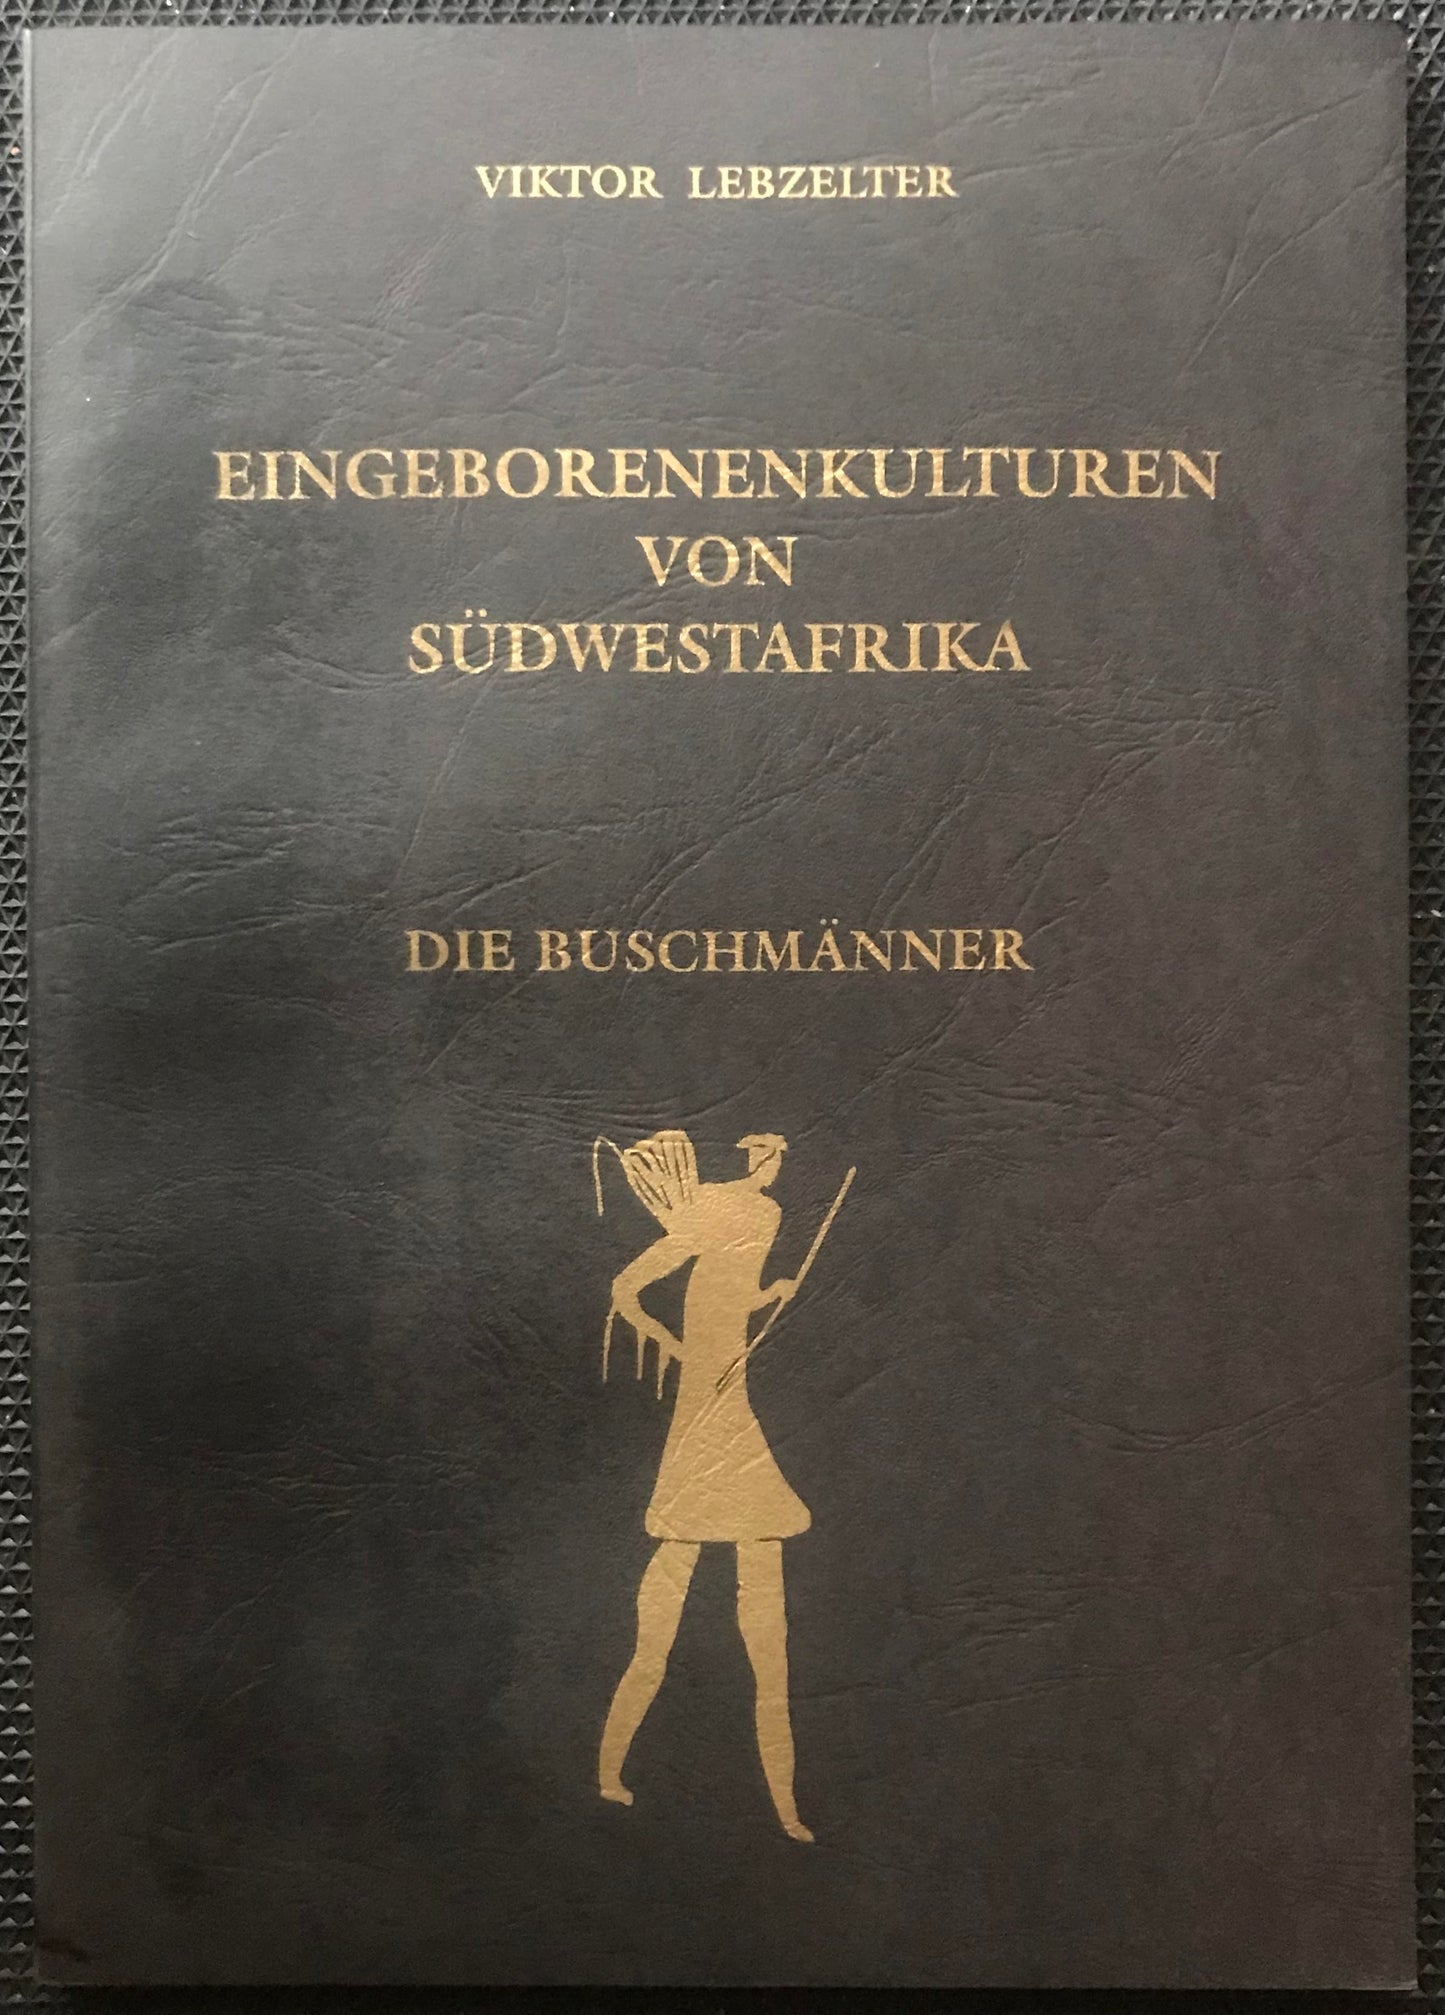 VIKTOR LEBZELTER
EINGEBORENENKULTUREN
VON
SÜDWESTAFRIKA
DIE BUSCHMÄNNER